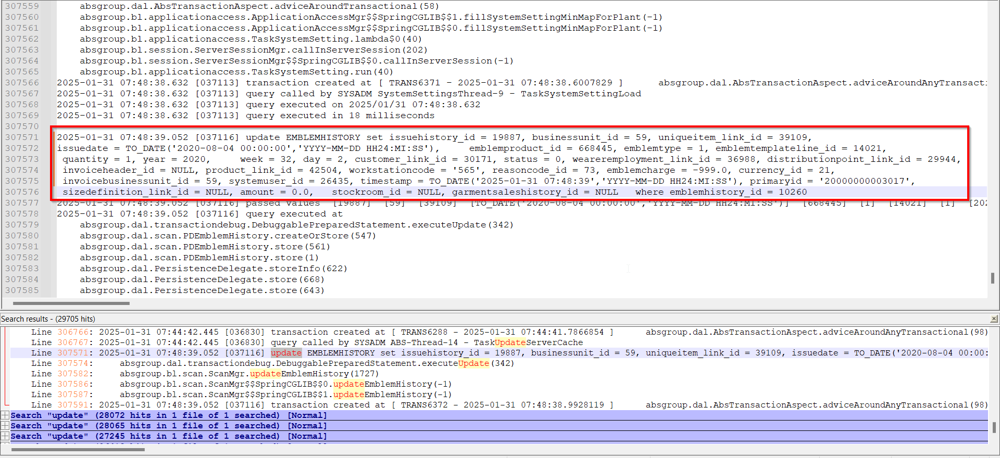 307559 absgroup.dal.AbsTransactionAspect.adviceAroundTransactional(58)
307560 absgroup.bl.applicationaccess.ApplicationAccessMgr$$SpringCGLIB$$1.fillSystemSettingMinMapForPlant(-1)
307561 absgroup.bl.applicationaccess.ApplicationAccessMgr$$SpringCGLIB$$0.fillSystemSettingMinMapForPlant(-1)
307562 absgroup.bl.applicationaccess.TaskSystemSetting.lambda$0(40)
307563 absgroup.bl.session.ServerSessionMgr.callInServerSession(202)
307564 absgroup.bl.session.ServerSessionMgr$$SpringCGLIB$$0.callInServerSession(-1)
307565 absgroup.bl.applicationaccess.TaskSystemSetting.run(40)
307566 2025-01-31 07:48:38.632 [037113] transaction created at [ TRANS6371 - 2025-01-31 07:48:38.6007829 ] absgroup.dal.AbsTransactionAspect.adviceAroundAnyTransacti
307567 2025-01-31 07:48:38.632 [037113] query called by SYSADM SystemSettingsThread-9 - TaskSystemSettingLoad
307568 2025-01-31 07:48:38.632 [037113] query executed on 2025/01/31 07:48:38.632
307569 2025-01-31 07:48:38.632 [037113] query executed in 18 milliseconds
307570
307571 2025-01-31 07:48:39.052 [037116] update EMBLEMHISTORY set issuehistory_id = 19887, businessunit_id = 59, uniqueitem_link_id = 39109,
307572 issuedate = TO_DATE('2020-08-04 00:00:00','YYYY-MM-DD HH24:MI:SS'), emblemproduct_id = 668445, emblemtype = 1, emblemtemplateline_id = 14021,
307573 quantity = 1, year = 2020, week = 32, day = 2, customer_link_id = 30171, status = 0, weareremployment_link_id = 36988, distributionpoint_link_id = 29944,
307574 invoiceheader_id = NULL, product_link_id = 42504, workstationcode = '565', reasoncode_id = 73, emblemcharge = -999.0, currency_id = 21,
307575 invoicebusinessunit_id = 59, systemuser_id = 26435, timestamp = TO_DATE('2025-01-31 07:48:39','YYYY-MM-DD HH24:MI:SS'), primaryid = '20000000003017',
307576 sizedefinition_link_id = NULL, amount = 0.0, stockroom_id = NULL, garmentsaleshistory_id = NULL where emblemhistory_id = 10260
307577 2025-01-31 07:48:39.052 [037116] passed values [19887] [59] [39109] [TO_DATE('2020-08-04 00:00:00','YYYY-MM-DD HH24:MI:SS')] [668445] [1] [14021] [1] [202
307578 2025-01-31 07:48:39.052 [037116] query executed at
307579 absgroup.dal.transactiondebug.DebuggablePreparedStatement.executeUpdate(342)
307580 absgroup.dal.scan.PDEmblemHistory.createOrStore(547)
307581 absgroup.dal.scan.PDEmblemHistory.store(561)
307582 absgroup.dal.scan.PDEmblemHistory.store(1)
307583 absgroup.dal.PersistenceDelegate.storeInfo(622)
307584 absgroup.dal.PersistenceDelegate.store(668)
307585 absgroup.dal.PersistenceDelegate.store(643)
Search results - (29705 hits)
Line 306766: 2025-01-31 07:44:42.445 [036830] transaction created at [ TRANS6288 - 2025-01-31 07:44:41.7866854 ] absgroup.dal.AbsTransactionAspect.adviceAroundAnyTransactional(98)
Line 306767: 2025-01-31 07:44:42.445 [036830] query called by SYSADM ABS-Thread-14 - TaskUpdateServerCache
Line 307571: 2025-01-31 07:48:39.052 [037116] update EMBLEMHISTORY set issuehistory_id = 19887, businessunit_id = 59, uniqueitem_link_id = 39109, issuedate = TO_DATE('2020-08-04 00:00:
Line 307574: absgroup.dal.transactiondebug.DebuggablePreparedStatement.executeUpdate(342)
Line 307582: absgroup.bl.scan.ScanMgr.updateEmblemHistory(1727)
Line 307586: absgroup.bl.scan.ScanMgr$$SpringCGLIB$$0.updateEmblemHistory(-1)
Line 307587: absgroup.bl.scan.ScanMgr$$SpringCGLIB$$1.updateEmblemHistory(-1)
Line 307591: 2025-01-31 07:48:39.052 [037116] transaction created at [ TRANS6372 - 2025-01-31 07:48:38.9928119 ] absgroup.dal.AbsTransactionAspect.adviceAroundAnyTransactional(98)
Search "update" (28072 hits in 1 file of 1 searched) [Normal]
Search "update" (28065 hits in 1 file of 1 searched) [Normal]
Search "update" (27245 hits in 1 file of 1 searched) [Normal]